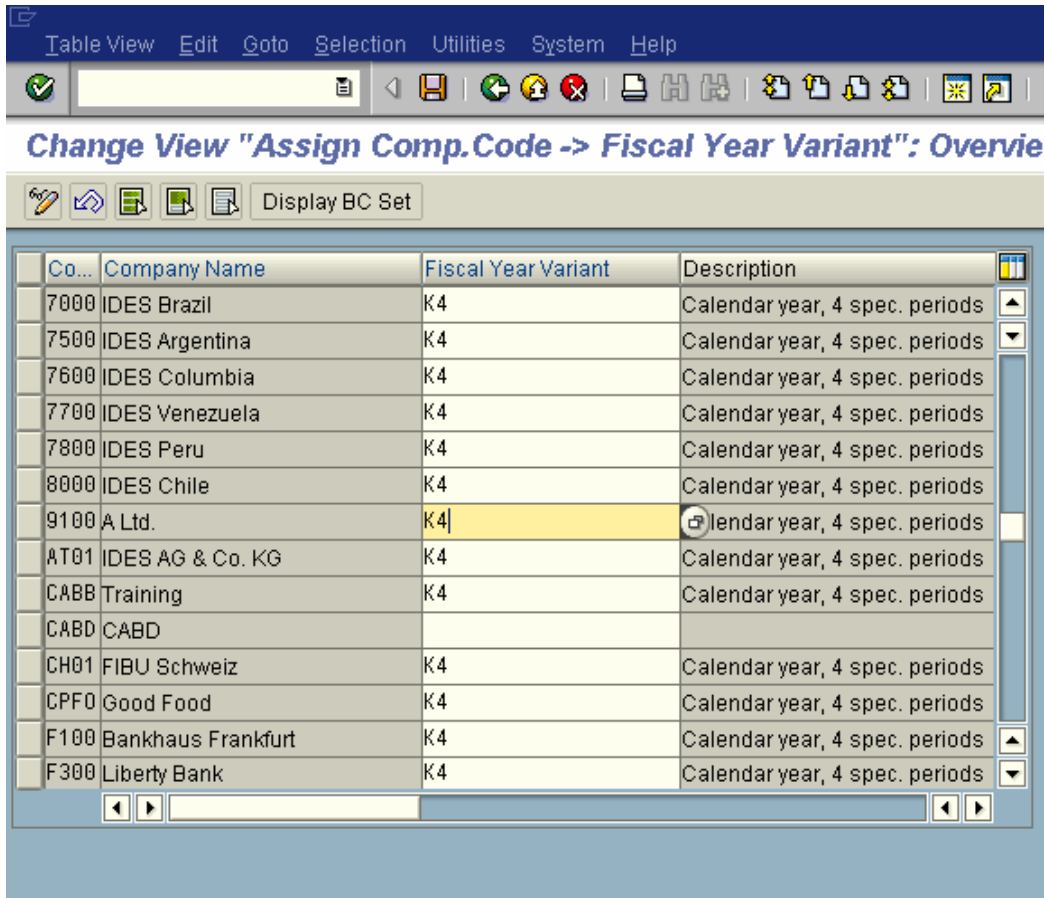 Table View Edit Goto Selection Utilities System Help
Change View "Assign Comp.Code -> Fiscal Year Variant": Overvie
Display BC Set
Co... Company Name Fiscal Year Variant Description
7000 IDES Brazil K4 Calendar year, 4 spec. periods
7500 IDES Argentina K4 Calendar year, 4 spec. periods
7600 IDES Columbia K4 Calendar year, 4 spec. periods
7700 IDES Venezuela K4 Calendar year, 4 spec. periods
7800 IDES Peru K4 Calendar year, 4 spec. periods
8000 IDES Chile K4 Calendar year, 4 spec. periods
9100 A Ltd. K4 lendar year, 4 spec. periods
AT01 IDES AG & Co. KG K4 Calendar year, 4 spec. periods
CABB Training K4 Calendar year, 4 spec. periods
CABD CABD
CH01 FIBU Schweiz K4 Calendar year, 4 spec. periods
CPF0 Good Food K4 Calendar year, 4 spec. periods
F100 Bankhaus Frankfurt K4 Calendar year, 4 spec. periods
F300 Liberty Bank K4 Calendar year, 4 spec. periods